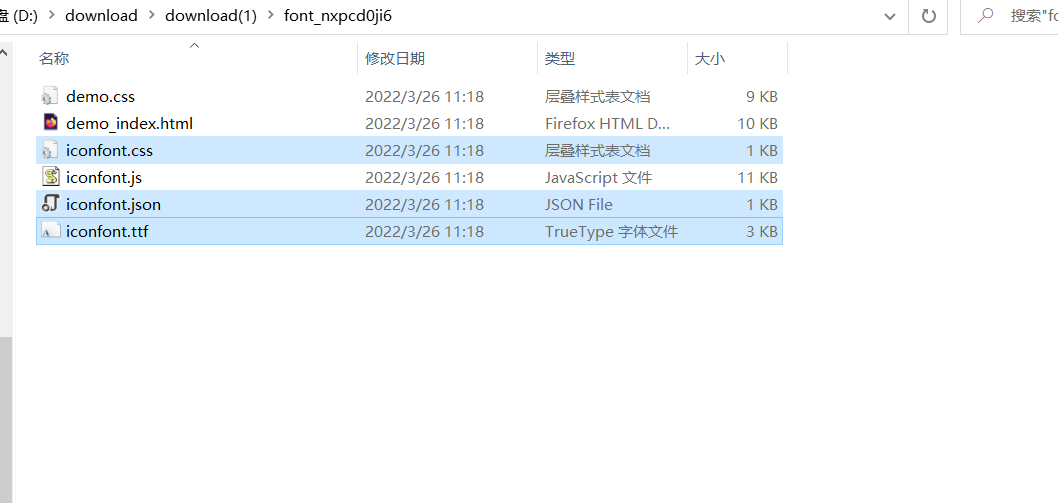 盘 (D:) > download > download(1) > font_nxpcd0ji6
搜索"fo
名称 修改日期 类型 大小
demo.css 2022/3/26 11:18 层叠样式表文档 9 KB
demo_index.html 2022/3/26 11:18 Firefox HTML D... 10 KB
iconfont.css 2022/3/26 11:18 层叠样式表文档 1 KB
iconfont.js 2022/3/26 11:18 JavaScript 文件 11 KB
iconfont.json 2022/3/26 11:18 JSON File 1 KB
iconfont.ttf 2022/3/26 11:18 TrueType 字体文件 3 KB